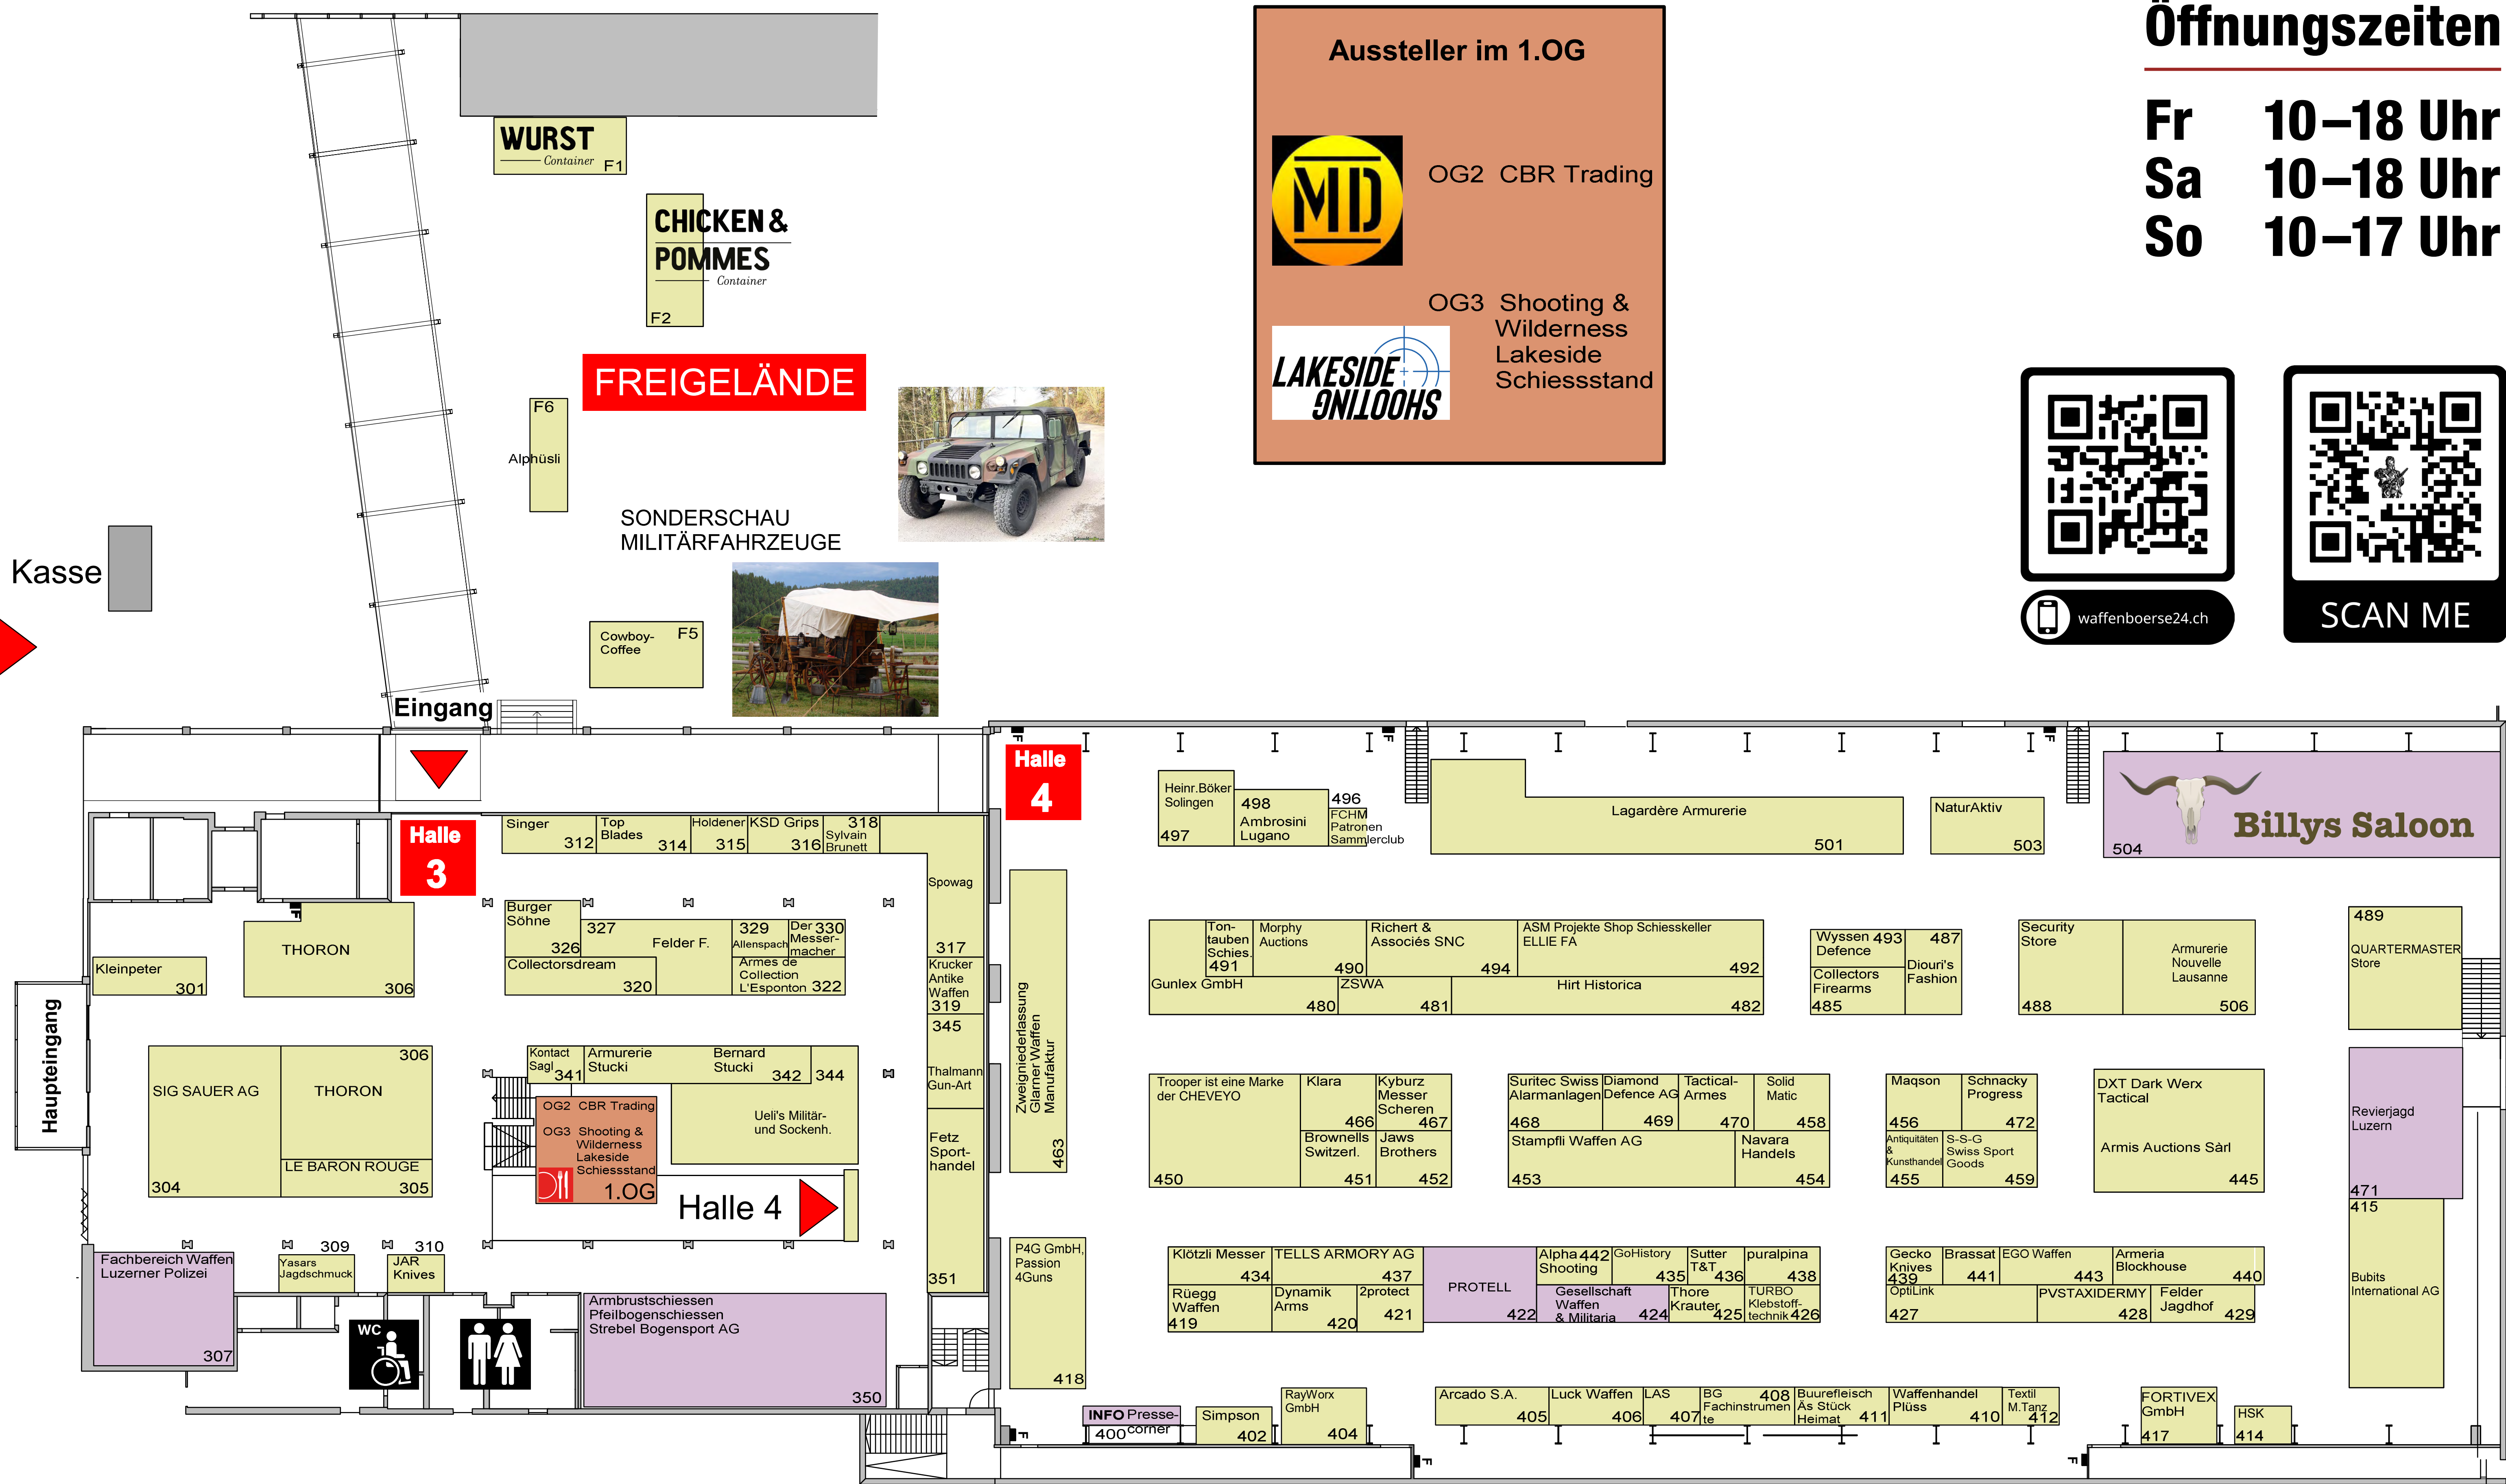 Öffnungszeiten
Fr 10–18 Uhr
Sa 10–18 Uhr
So 10–17 Uhr
Aussteller im 1.OG
MD
OG2 CBR Trading
OG3 Shooting &
Wilderness
Lakeside
Schiessstand
LAKESIDE
SHOOTING
WURST
Container
F1
CHICKEN &
POMMES
Container
F2
FREIGELÄNDE
F6
Alphüsli
SONDERSCHAU
MILITÄRFAHRZEUGE
Kasse
Cowboy-
Coffee
F5
waffenboerse24.ch
SCAN ME
Eingang
Haupteingang
Halle
3
Singer
312
Top
Blades
314
Holdener
315
KSD Grips
316
318
Sylvain
Brunett
Spowag
317
Krucker
Antike
Waffen
319
345
Thalmann
Gun-Art
Fetz
Sport-
handel
351
THORON
306
Kleinpeter
301
Burger
Söhne
326
327
Felder F.
329
Allenspach
Der 330
Messer-
macher
Collectorsdream
320
Armes de
Collection
L'Esponton 322
SIG SAUER AG
304
306
THORON
LE BARON ROUGE
305
Kontact
Sagl
341
Armurerie
Stucki
Bernard
Stucki
342
344
Ueli's Militär-
und Sockenh.
OG2 CBR Trading
OG3 Shooting &
Wilderness
Lakeside
Schiessstand
1.OG
Halle 4
Fachbereich Waffen
Luzerner Polizei
307
309
Yasars
Jagdschmuck
310
JAR
Knives
WC
Armbrustschiessen
Pfeilbogenschiessen
Strebel Bogensport AG
350
Halle
4
Heinr.Böker
Solingen
497
498
Ambrosini
Lugano
496
FCHM
Patronen
Sammlerclub
Lagardère Armurerie
501
NaturAktiv
503
Billys Saloon
504
Zweigniederlassung
Glarner Waffen
Manufaktur
463
Gunlex GmbH
480
Ton-
tauben
Schies.
491
Morphy
Auctions
490
Richert &
Associés SNC
494
ASM Projekte Shop Schiesskeller
ELLIE FA
492
ZSWA
481
Hirt Historica
482
Wyssen 493
Defence
487
Diouri's
Fashion
Collectors
Firearms
485
Security
Store
488
Armurerie
Nouvelle
Lausanne
506
489
QUARTERMASTER
Store
Trooper ist eine Marke
der CHEVEYO
450
Klara
466
Kyburz
Messer
Scheren
467
Brownells
Switzerl.
451
Jaws
Brothers
452
Suritec Swiss
Alarmanlagen
468
Diamond
Defence AG
469
Tactical-
Armes
470
Solid
Matic
458
Stampfli Waffen AG
453
Navara
Handels
454
Maqson
456
Schnacky
Progress
472
Antiquitäten
&
Kunsthandel
455
S-S-G
Swiss Sport
Goods
459
DXT Dark Werx
Tactical
Armis Auctions Sàrl
445
Revierjagd
Luzern
471
415
Bubits
International AG
P4G GmbH,
Passion
4Guns
418
Klötzli Messer
434
TELLS ARMORY AG
437
Rüegg
Waffen
419
Dynamik
Arms
420
2protect
421
PROTELL
422
Alpha 442
Shooting
GoHistory
435
Sutter
T&T
436
puralpina
438
Gesellschaft
Waffen
& Militaria 424
Thore
Krauter
425
TURBO
Klebstoff-
technik 426
Gecko
Knives
439
Brassat
441
EGO Waffen
443
Armeria
Blockhouse
440
OptiLink
427
PVSTAXIDERMY
428
Felder
Jagdhof
429
INFO Presse-
400 corner
Simpson
402
RayWorx
GmbH
404
Arcado S.A.
405
Luck Waffen
406
LAS
407
BG 408
Fachinstrumen
te
Buurefleisch
Äs Stück
Heimat 411
Waffenhandel
Plüss
410
Textil
M.Tanz
412
FORTIVEX
GmbH
417
HSK
414